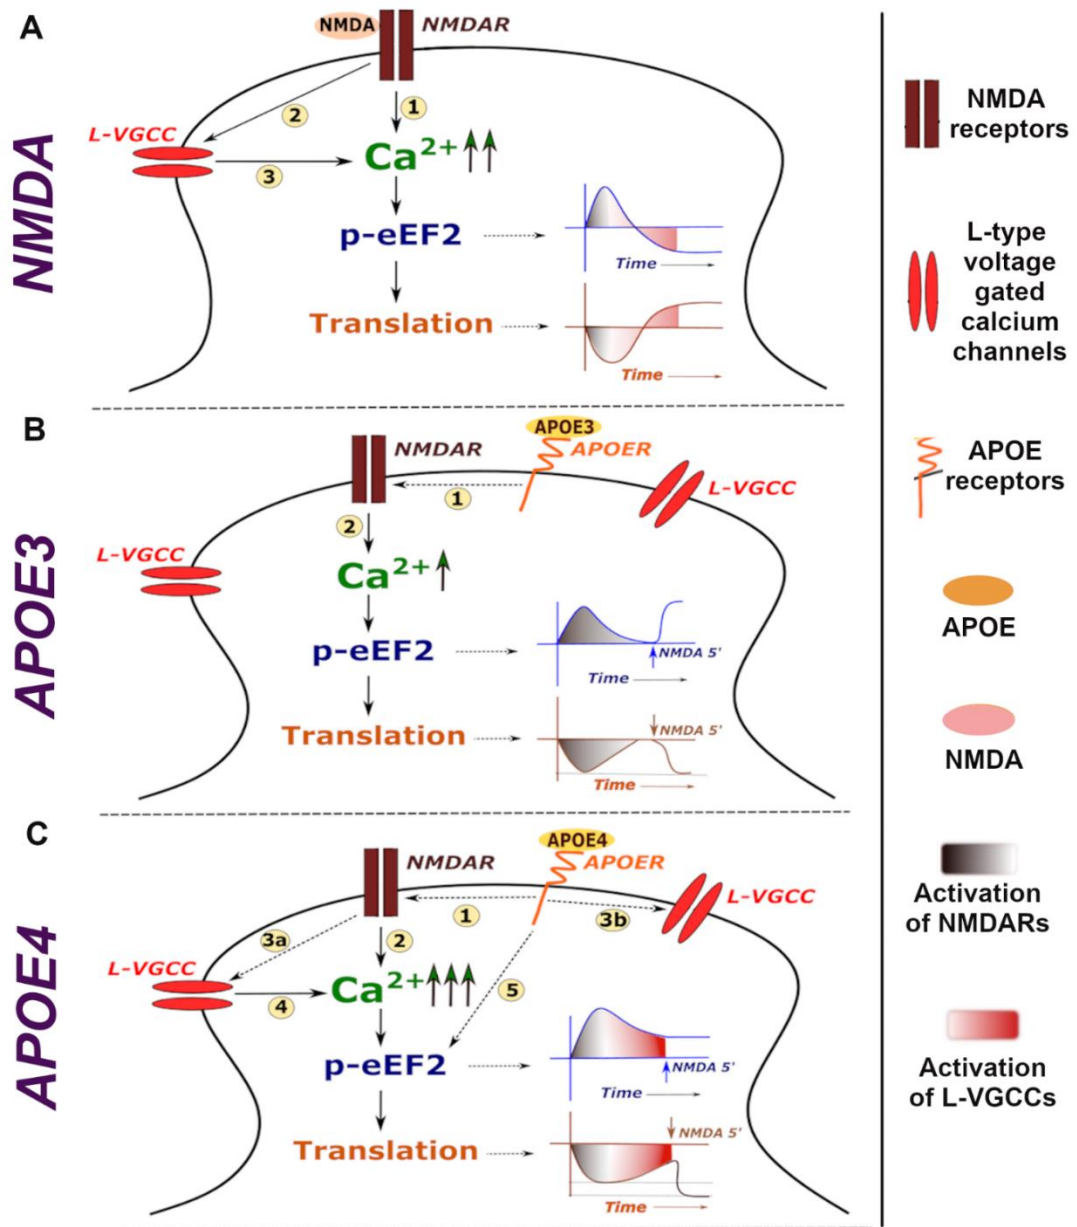 A
NMDA
NMDA
NMDAR
1
2
L-VGCC
3
Ca2+
p-eEF2
Time
Translation
Time
B
APOE3
APOE3
APOER
NMDAR
1
L-VGCC
2
L-VGCC
Ca2+
p-eEF2
NMDA 5'
Time
Translation
NMDA 5'
Time
C
APOE4
APOE4
APOER
NMDAR
1
3b
L-VGCC
3a
2
L-VGCC
4
Ca2+
5
p-eEF2
NMDA 5'
Time
Translation
NMDA 5'
Time
NMDA
receptors
L-type
voltage
gated
calcium
channels
APOE
receptors
APOE
NMDA
Activation
of NMDARs
Activation
of L-VGCCs